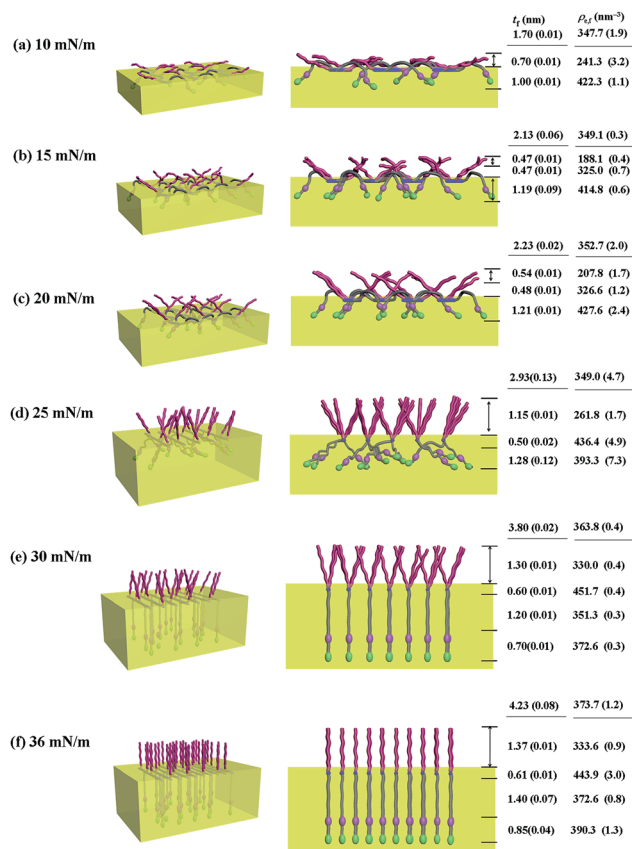 t_f (nm) ρ_e,f (nm⁻³)
1.70 (0.01) 347.7 (1.9)
(a) 10 mN/m
0.70 (0.01) 241.3 (3.2)
1.00 (0.01) 422.3 (1.1)
2.13 (0.06) 349.1 (0.3)
(b) 15 mN/m
0.47 (0.01) 188.1 (0.4)
0.47 (0.01) 325.0 (0.7)
1.19 (0.09) 414.8 (0.6)
2.23 (0.02) 352.7 (2.0)
(c) 20 mN/m
0.54 (0.01) 207.8 (1.7)
0.48 (0.01) 326.6 (1.2)
1.21 (0.01) 427.6 (2.4)
2.93(0.13) 349.0 (4.7)
(d) 25 mN/m
1.15 (0.01) 261.8 (1.7)
0.50 (0.02) 436.4 (4.9)
1.28 (0.12) 393.3 (7.3)
3.80 (0.02) 363.8 (0.4)
(e) 30 mN/m
1.30 (0.01) 330.0 (0.4)
0.60 (0.01) 451.7 (0.4)
1.20 (0.01) 351.3 (0.3)
0.70(0.01) 372.6 (0.3)
4.23 (0.08) 373.7 (1.2)
(f) 36 mN/m
1.37 (0.01) 333.6 (0.9)
0.61 (0.01) 443.9 (3.0)
1.40 (0.07) 372.6 (0.8)
0.85(0.04) 390.3 (1.3)